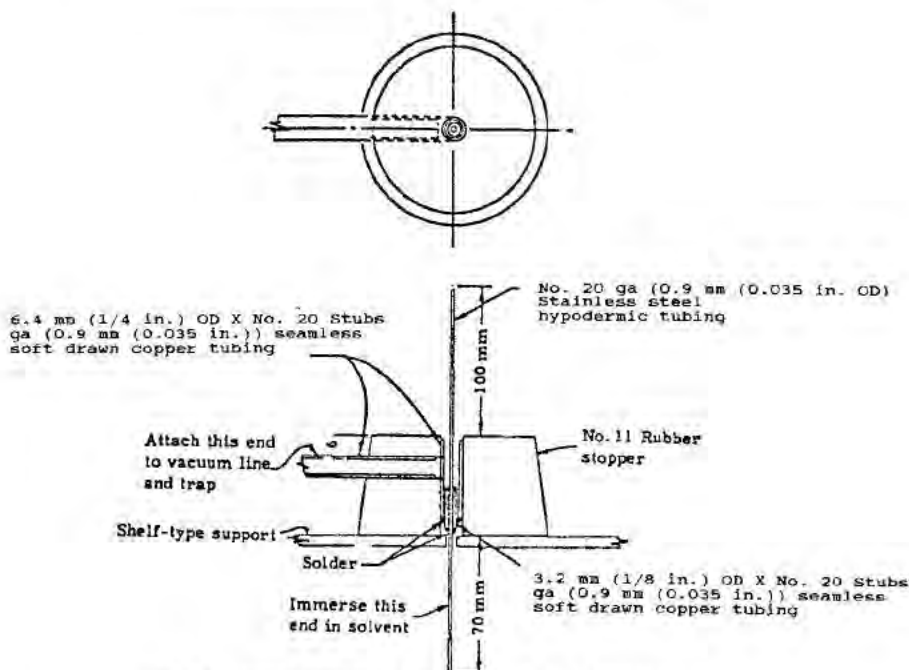 No. 20 ga (0.9 mm (0.035 in. OD)
Stainless steel
hypodermic tubing
6.4 mm (1/4 in.) OD X No. 20 Stubs
ga (0.9 mm (0.035 in.)) seamless
soft drawn copper tubing
100 mm
6
Attach this end
to vacuum line
and trap
No. 11 Rubber
stopper
Shelf-type support
Solder
3.2 mm (1/8 in.) OD X No. 20 Stubs
ga (0.9 mm (0.035 in.)) seamless
soft drawn copper tubing
Immerse this
end in solvent
70 mm